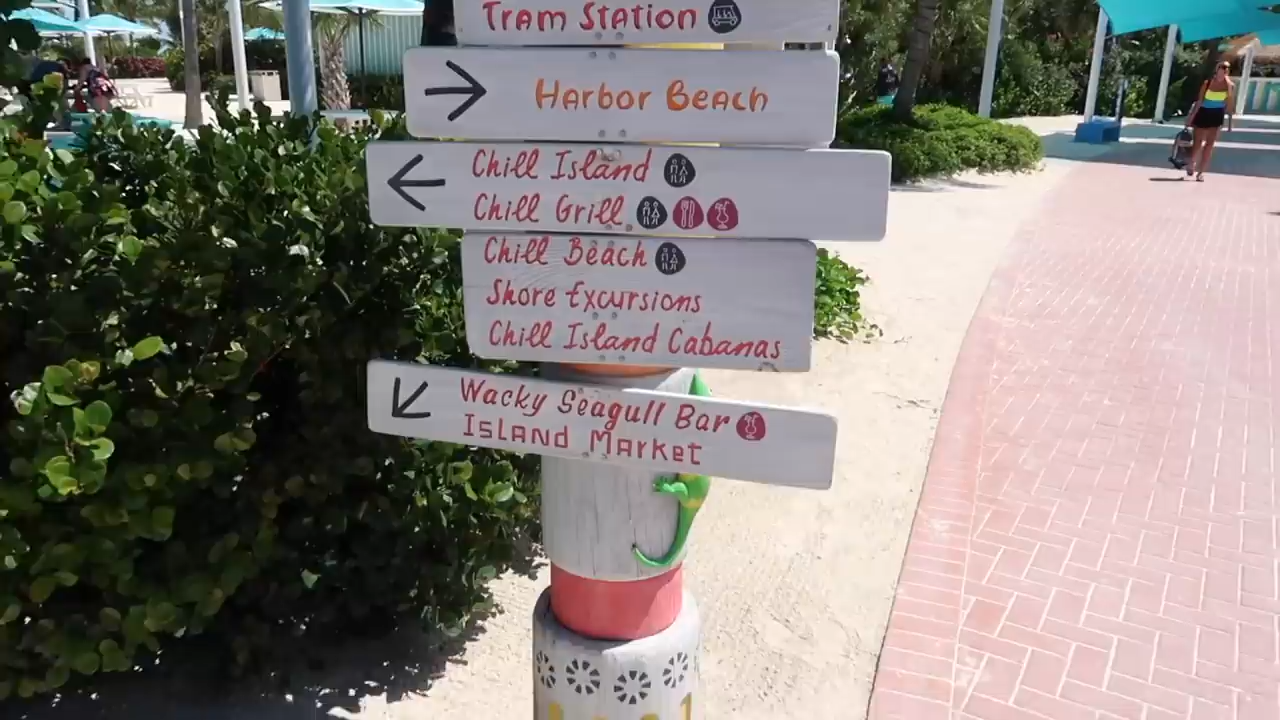 Tram Station
Harbor Beach
Chill Island
Chill Grill
Chill Beach
Shore Excursions
Chill Island Cabanas
Wacky Seagull Bar
Island Market